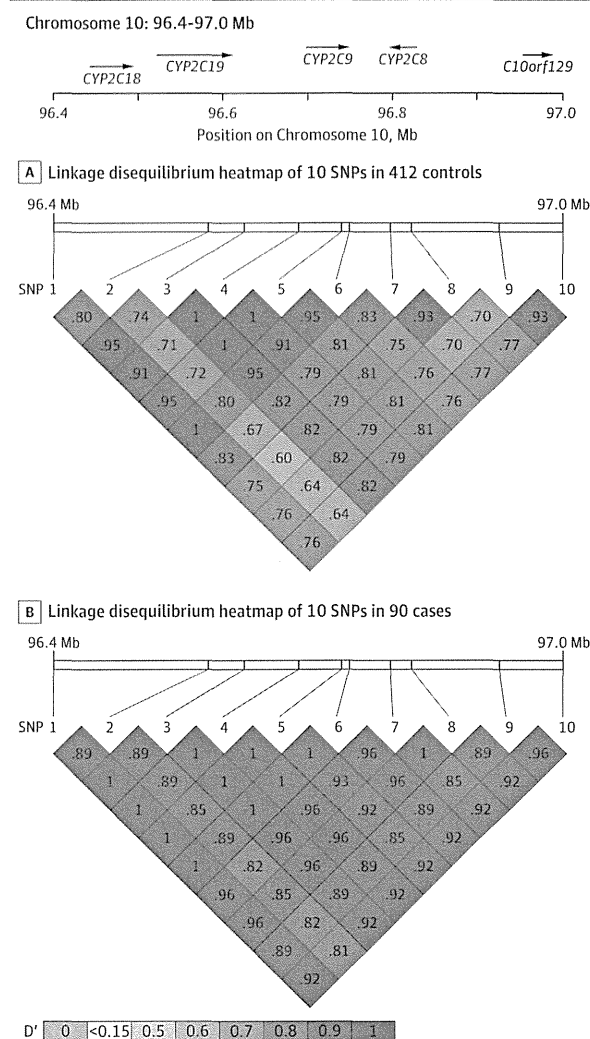 Chromosome 10: 96.4-97.0 Mb
CYP2C18 CYP2C19 CYP2C9 CYP2C8 C10orf129
96.4 96.6 96.8 97.0
Position on Chromosome 10, Mb
A Linkage disequilibrium heatmap of 10 SNPs in 412 controls
96.4 Mb 97.0 Mb
SNP 1 2 3 4 5 6 7 8 9 10
.80 .74 1 1 .95 .83 .93 .70 .93
.95 .71 1 .91 .81 .75 .70 .77
.91 .72 .95 .79 .81 .76 .77
.95 .80 .82 .79 .81 .76
1 .67 .82 .79 .81
.83 .60 .82 .79
.75 .64 .82
.76 .64
.76
B Linkage disequilibrium heatmap of 10 SNPs in 90 cases
96.4 Mb 97.0 Mb
SNP 1 2 3 4 5 6 7 8 9 10
.89 .89 1 1 1 .96 1 .89 .96
1 .89 1 1 .93 .96 .85 .92
1 .85 1 .96 .92 .89 .92
1 .89 .96 .96 .85 .92
1 .82 .96 .89 .92
.96 .85 .89 .92
.96 .82 .92
.89 .81
.92
D' 0 <0.15 0.5 0.6 0.7 0.8 0.9 1